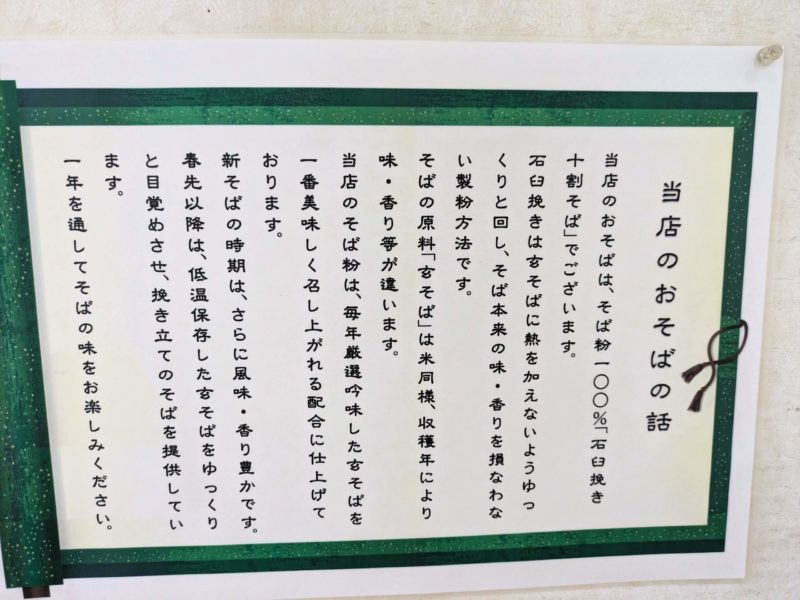 当店のおそばの話
当店のおそばは、そば粉一〇〇%「石臼挽き
十割そば」でございます。
石臼挽きは玄そばに熱を加えないようゆっ
くりと回し、そば本来の味・香りを損なわな
い製粉方法です。
そばの原料「玄そば」は米同様、収穫年により
味・香り等が違います。
当店のそば粉は、毎年厳選吟味した玄そばを
一番美味しく召し上がれる配合に仕上げて
おります。
新そばの時期は、さらに風味・香り豊かです。
春先以降は、低温保存した玄そばをゆっくり
と目覚めさせ、挽き立てのそばを提供してい
ます。
一年を通してそばの味をお楽しみください。